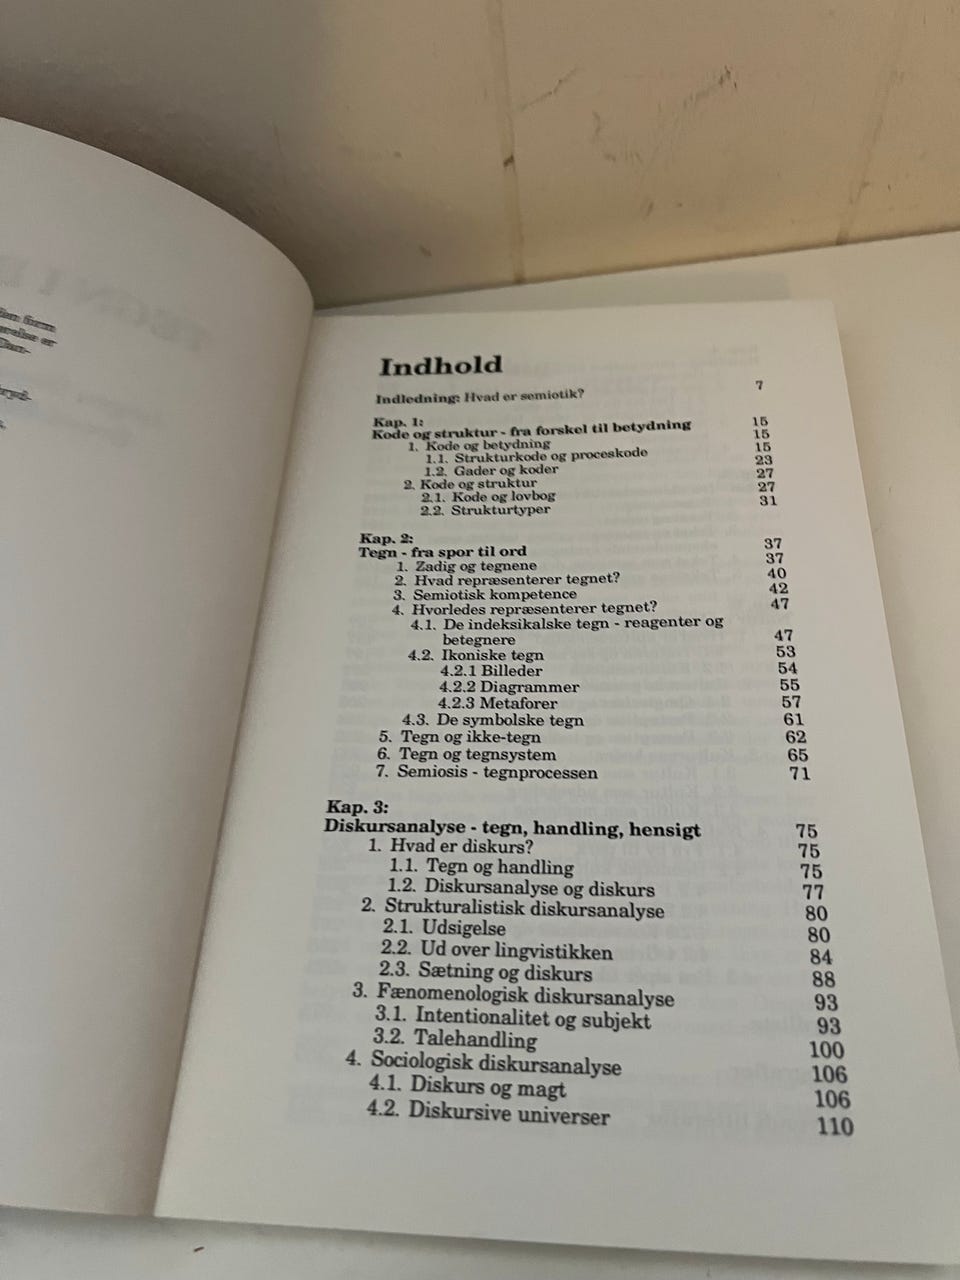 den form
er
Dan-
Indhold
Indledning: Hvad er semiotik? 7
Kap. 1:
Kode og struktur - fra forskel til betydning 15
1. Kode og betydning 15
1.1. Strukturkode og proceskode 15
1.2. Gader og koder 23
2. Kode og struktur 27
2.1. Kode og lovbog 27
2.2. Strukturtyper 31
Kap. 2:
Tegn - fra spor til ord 37
1. Zadig og tegnene 37
2. Hvad repræsenterer tegnet? 40
3. Semiotisk kompetence 42
4. Hvorledes repræsenterer tegnet? 47
4.1. De indeksikalske tegn - reagenter og
betegnere 47
4.2. Ikoniske tegn 53
4.2.1 Billeder 54
4.2.2 Diagrammer 55
4.2.3 Metaforer 57
4.3. De symbolske tegn 61
5. Tegn og ikke-tegn 62
6. Tegn og tegnsystem 65
7. Semiosis - tegnprocessen 71
Kap. 3:
Diskursanalyse - tegn, handling, hensigt 75
1. Hvad er diskurs? 75
1.1. Tegn og handling 75
1.2. Diskursanalyse og diskurs 77
2. Strukturalistisk diskursanalyse 80
2.1. Udsigelse 80
2.2. Ud over lingvistikken 84
2.3. Sætning og diskurs 88
3. Fænomenologisk diskursanalyse 93
3.1. Intentionalitet og subjekt 93
3.2. Talehandling 100
4. Sociologisk diskursanalyse 106
4.1. Diskurs og magt 106
4.2. Diskursive universer 110